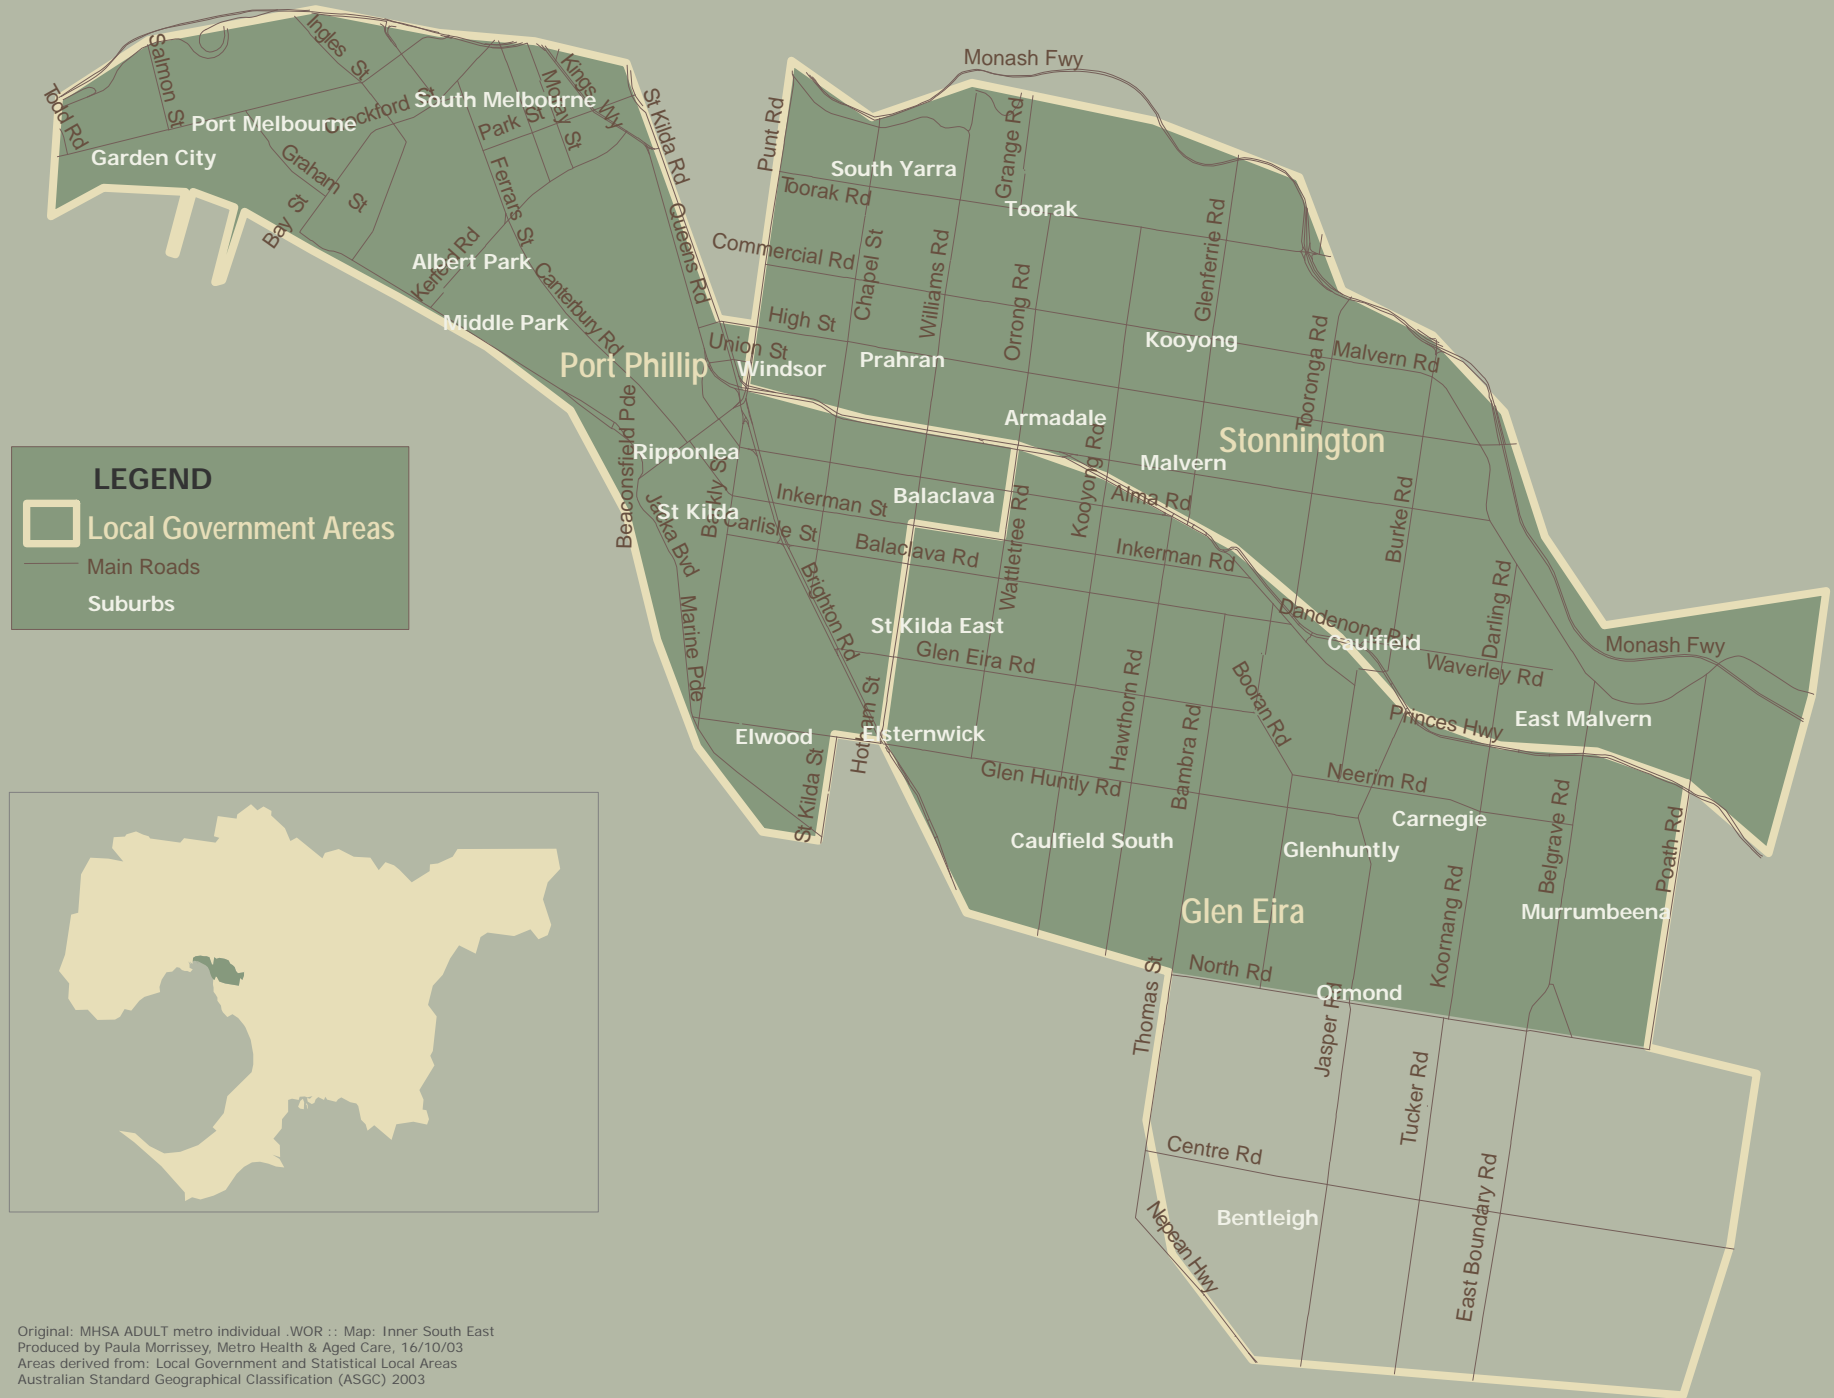 Monash Fwy
Ingles St
Salmon St
Todd Rd
Kings Wy
Moray St
South Melbourne
St Kilda Rd
Punt Rd
Grange Rd
Port Melbourne
Park St
Garden City
Graham St
South Yarra
Ferrars St
Toorak Rd
Toorak
Bay St
Queens Rd
Glenferrie Rd
Commercial Rd
Chapel St
Williams Rd
Albert Park
Kerferd Rd
Canterbury Rd
Orrong Rd
Middle Park
High St
Union St
Kooyong
Tooronga Rd
Malvern Rd
Port Phillip
Windsor
Prahran
Beaconsfield Pde
Armadale
Stonnington
Kooyong Rd
Ripponlea
Malvern
LEGEND
Local Government Areas
Main Roads
Suburbs
Barkly St
Inkerman St
Balaclava
Alma Rd
Burke Rd
St Kilda
Jacka Bvd
Carlisle St
Balaclava Rd
Wattletree Rd
Inkerman Rd
Brighton Rd
Marine Pde
St Kilda East
Dandenong Rd
Caulfield
Darling Rd
Monash Fwy
Glen Eira Rd
Waverley Rd
Hawthorn Rd
Booran Rd
Elwood
Hotham St
Elsternwick
Bambra Rd
Princes Hwy
East Malvern
St Kilda St
Glen Huntly Rd
Neerim Rd
Carnegie
Belgrave Rd
Poath Rd
Caulfield South
Glenhuntly
Glen Eira
Koornang Rd
Murrumbeena
Thomas St
North Rd
Ormond
Jasper Rd
Tucker Rd
Centre Rd
Bentleigh
Nepean Hwy
East Boundary Rd
Original: MHSA ADULT metro individual .WOR :: Map: Inner South East
Produced by Paula Morrissey, Metro Health & Aged Care, 16/10/03
Areas derived from: Local Government and Statistical Local Areas
Australian Standard Geographical Classification (ASGC) 2003